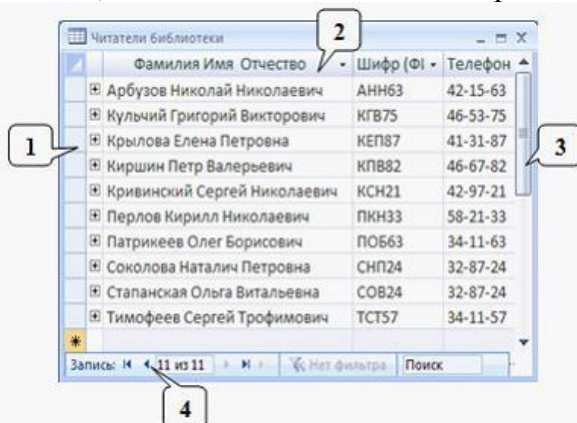 Читатели библиотеки
2
Фамилия Имя Отчество Шифр (ФІ Телефон
Арбузов Николай Николаевич АНН63 42-15-63
Кульчий Григорий Викторович КГВ75 46-53-75
1
Крылова Елена Петровна КЕП87 41-31-87
3
Киршин Петр Валерьевич КПВ82 46-67-82
Кривинский Сергей Николаевич КСН21 42-97-21
Перлов Кирилл Николаевич ПКН33 58-21-33
Патрикеев Олег Борисович ПОБ63 34-11-63
Соколова Наталич Петровна СНП24 32-87-24
Стапанская Ольга Витальевна СОВ24 32-87-24
Тимофеев Сергей Трофимович ТСТ57 34-11-57
Запись: 11 из 11 Нет фильтра Поиск
4